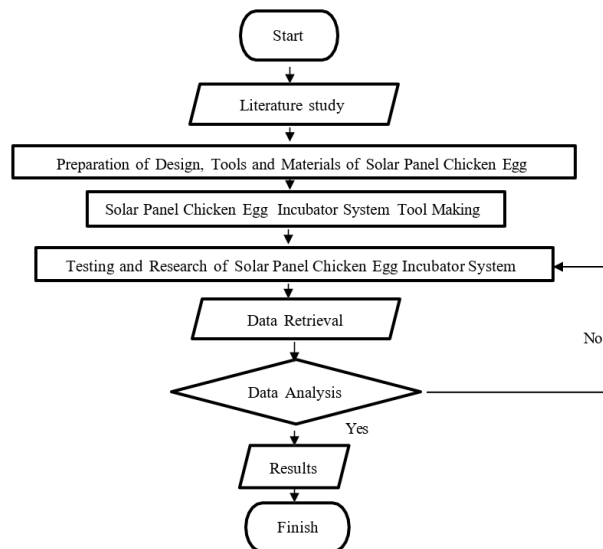 Start
Literature study
Preparation of Design, Tools and Materials of Solar Panel Chicken Egg
Solar Panel Chicken Egg Incubator System Tool Making
Testing and Research of Solar Panel Chicken Egg Incubator System
Data Retrieval
No
Data Analysis
Yes
Results
Finish